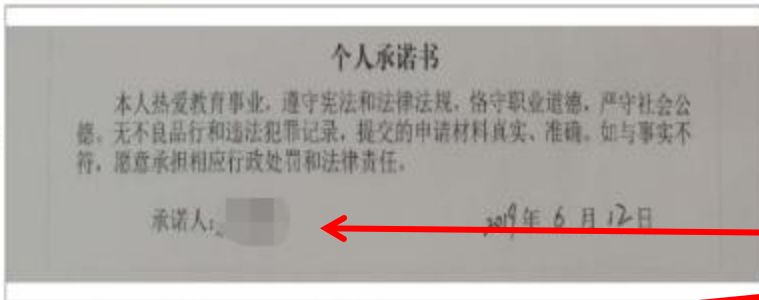 个人承诺书
本人热爱教育事业，遵守宪法和法律法规，恪守职业道德，严守社会公
德。无不良品行和违法犯罪记录，提交的申请材料真实、准确。如与事实不
符，愿意承担相应行政处罚和法律责任。
承诺人： 2019年 6 月 12日